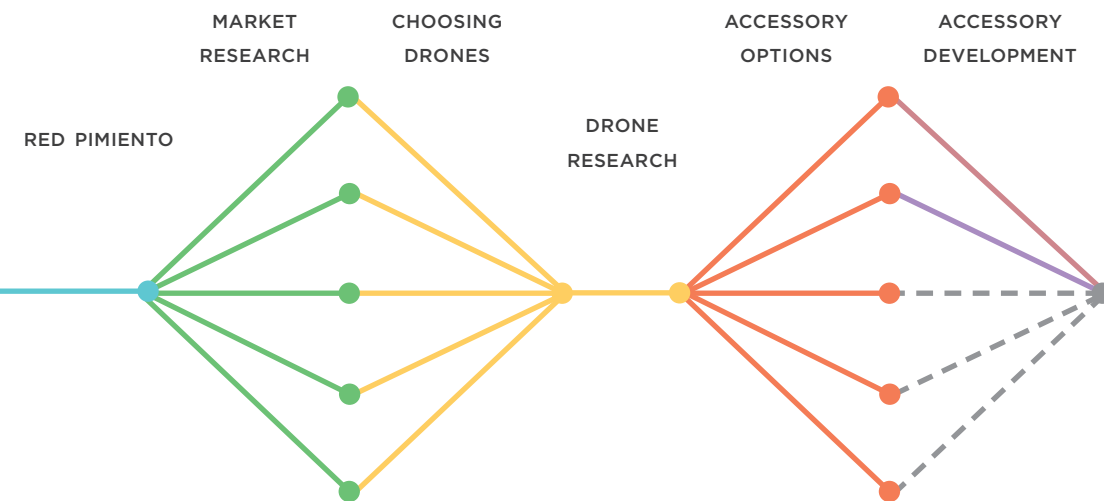 RED PIMIENTO
MARKET
RESEARCH
CHOOSING
DRONES
DRONE
RESEARCH
ACCESSORY
OPTIONS
ACCESSORY
DEVELOPMENT